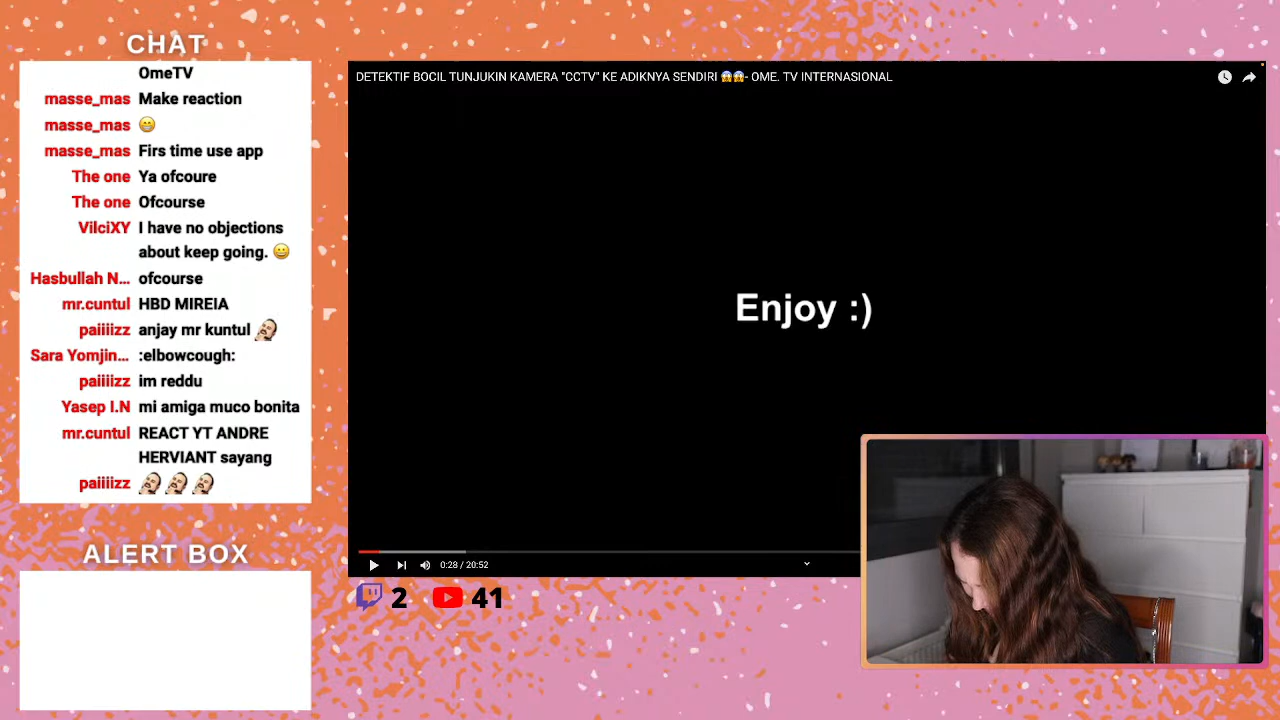 CHAT
OmeTV
masse_mas Make reaction
masse_mas 😁
masse_mas Firs time use app
The one Ya ofcoure
The one Ofcourse
VilciXY I have no objections
about keep going. 😀
Hasbullah N... ofcourse
mr.cuntul HBD MIREIA
paiiiizz anjay mr kuntul
Sara Yomjin... :elbowcough:
paiiiizz im reddu
Yasep I.N mi amiga muco bonita
mr.cuntul REACT YT ANDRE
HERVIANT sayang
paiiiizz
ALERT BOX
DETEKTIF BOCIL TUNJUKIN KAMERA "CCTV" KE ADIKNYA SENDIRI 😱😱- OME. TV INTERNASIONAL
Enjoy :)
0:28 / 20:52
2 41